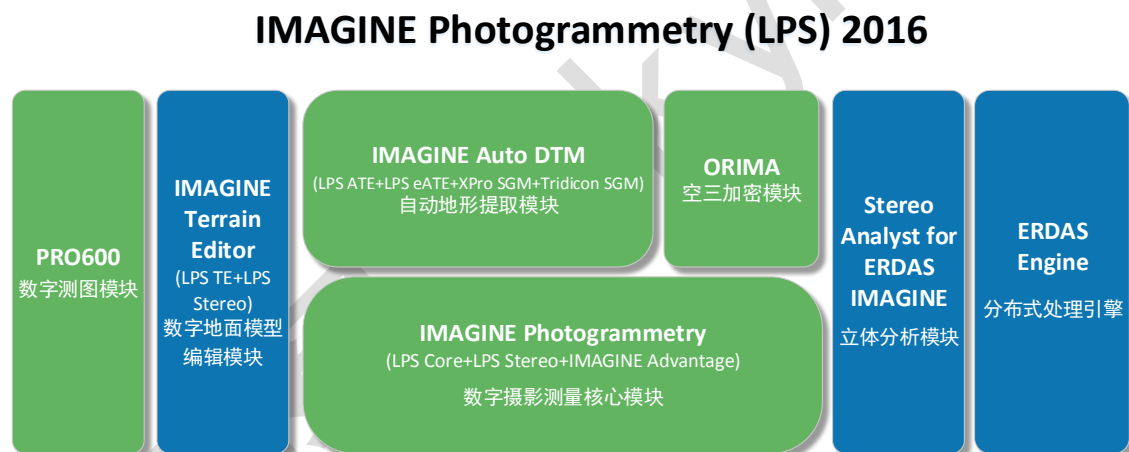 IMAGINE Photogrammetry (LPS) 2016
PRO600
数字测图模块
IMAGINE
Terrain
Editor
(LPS TE+LPS
Stereo)
数字地面模型
编辑模块
IMAGINE Auto DTM
(LPS ATE+LPS eATE+XPro SGM+Tridicon SGM)
自动地形提取模块
ORIMA
空三加密模块
IMAGINE Photogrammetry
(LPS Core+LPS Stereo+IMAGINE Advantage)
数字摄影测量核心模块
Stereo
Analyst for
ERDAS
IMAGINE
立体分析模块
ERDAS
Engine
分布式处理引擎